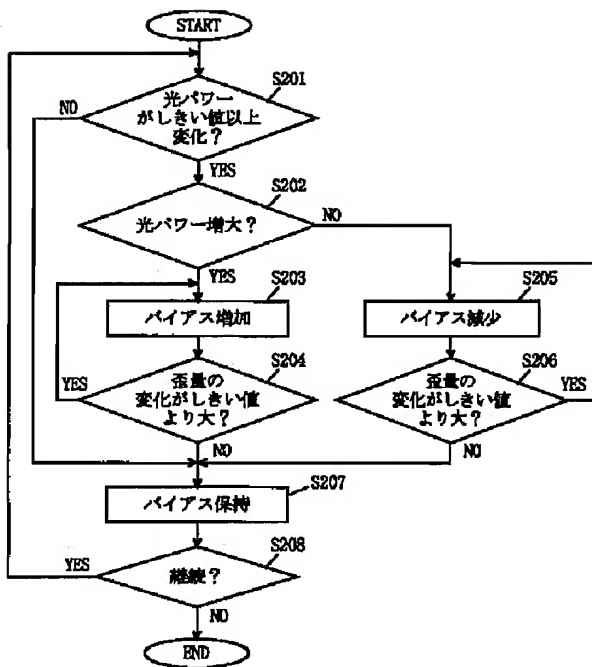 START
S201
光パワー
がしきい値以上
変化？
NO
YES
S202
光パワー増大？
NO
YES
S203
バイアス増加
S204
歪量の
変化がしきい値
より大？
YES
NO
S205
バイアス減少
S206
歪量の
変化がしきい値
より大？
YES
NO
S207
バイアス保持
S208
継続？
YES
NO
END